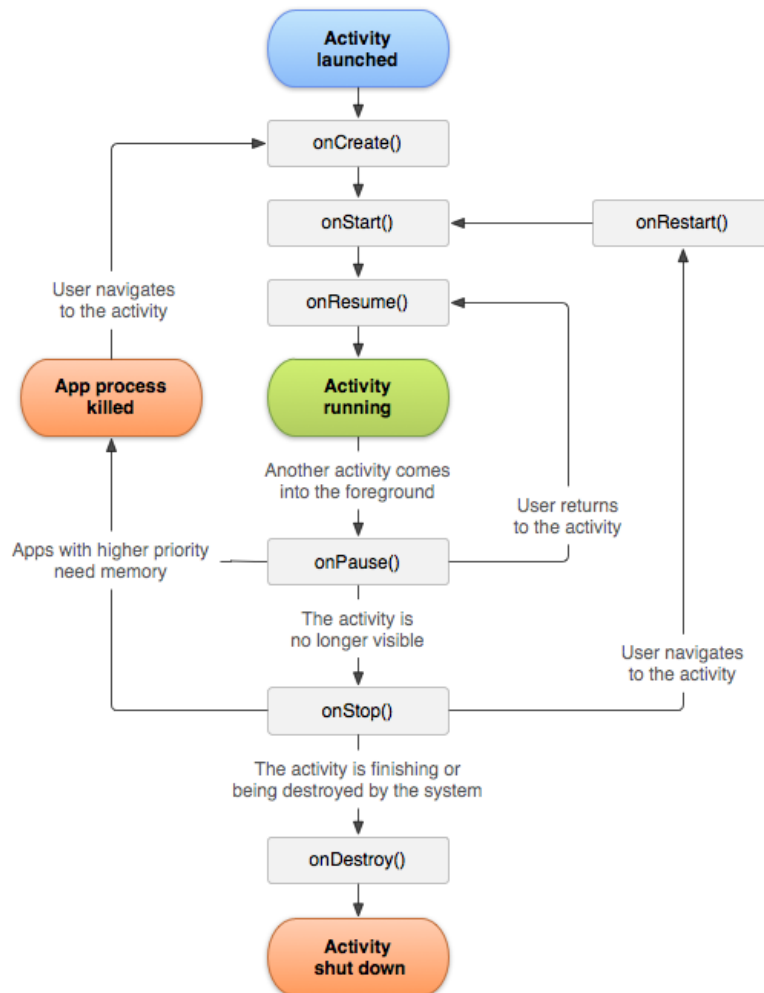 Activity
launched
onCreate()
onStart()
onRestart()
User navigates
to the activity
onResume()
App process
killed
Activity
running
Another activity comes
into the foreground
User returns
to the activity
Apps with higher priority
need memory
onPause()
The activity is
no longer visible
User navigates
to the activity
onStop()
The activity is finishing or
being destroyed by the system
onDestroy()
Activity
shut down